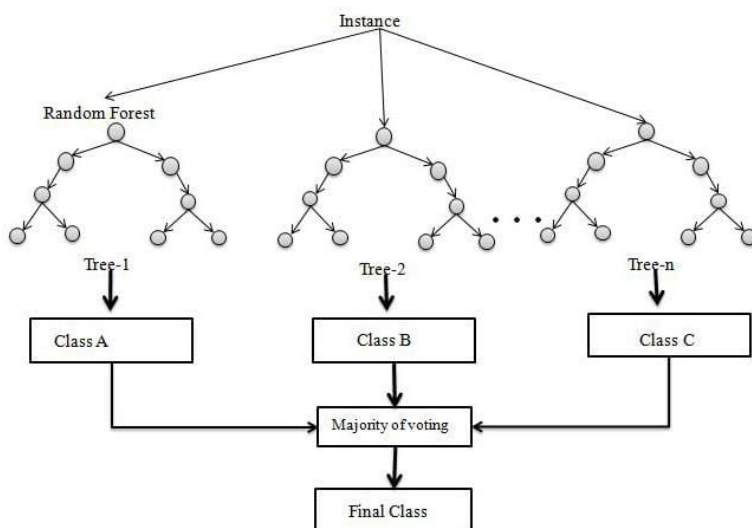 Instance
Random Forest
Tree-1
Tree-2
Tree-n
Class A
Class B
Class C
Majority of voting
Final Class